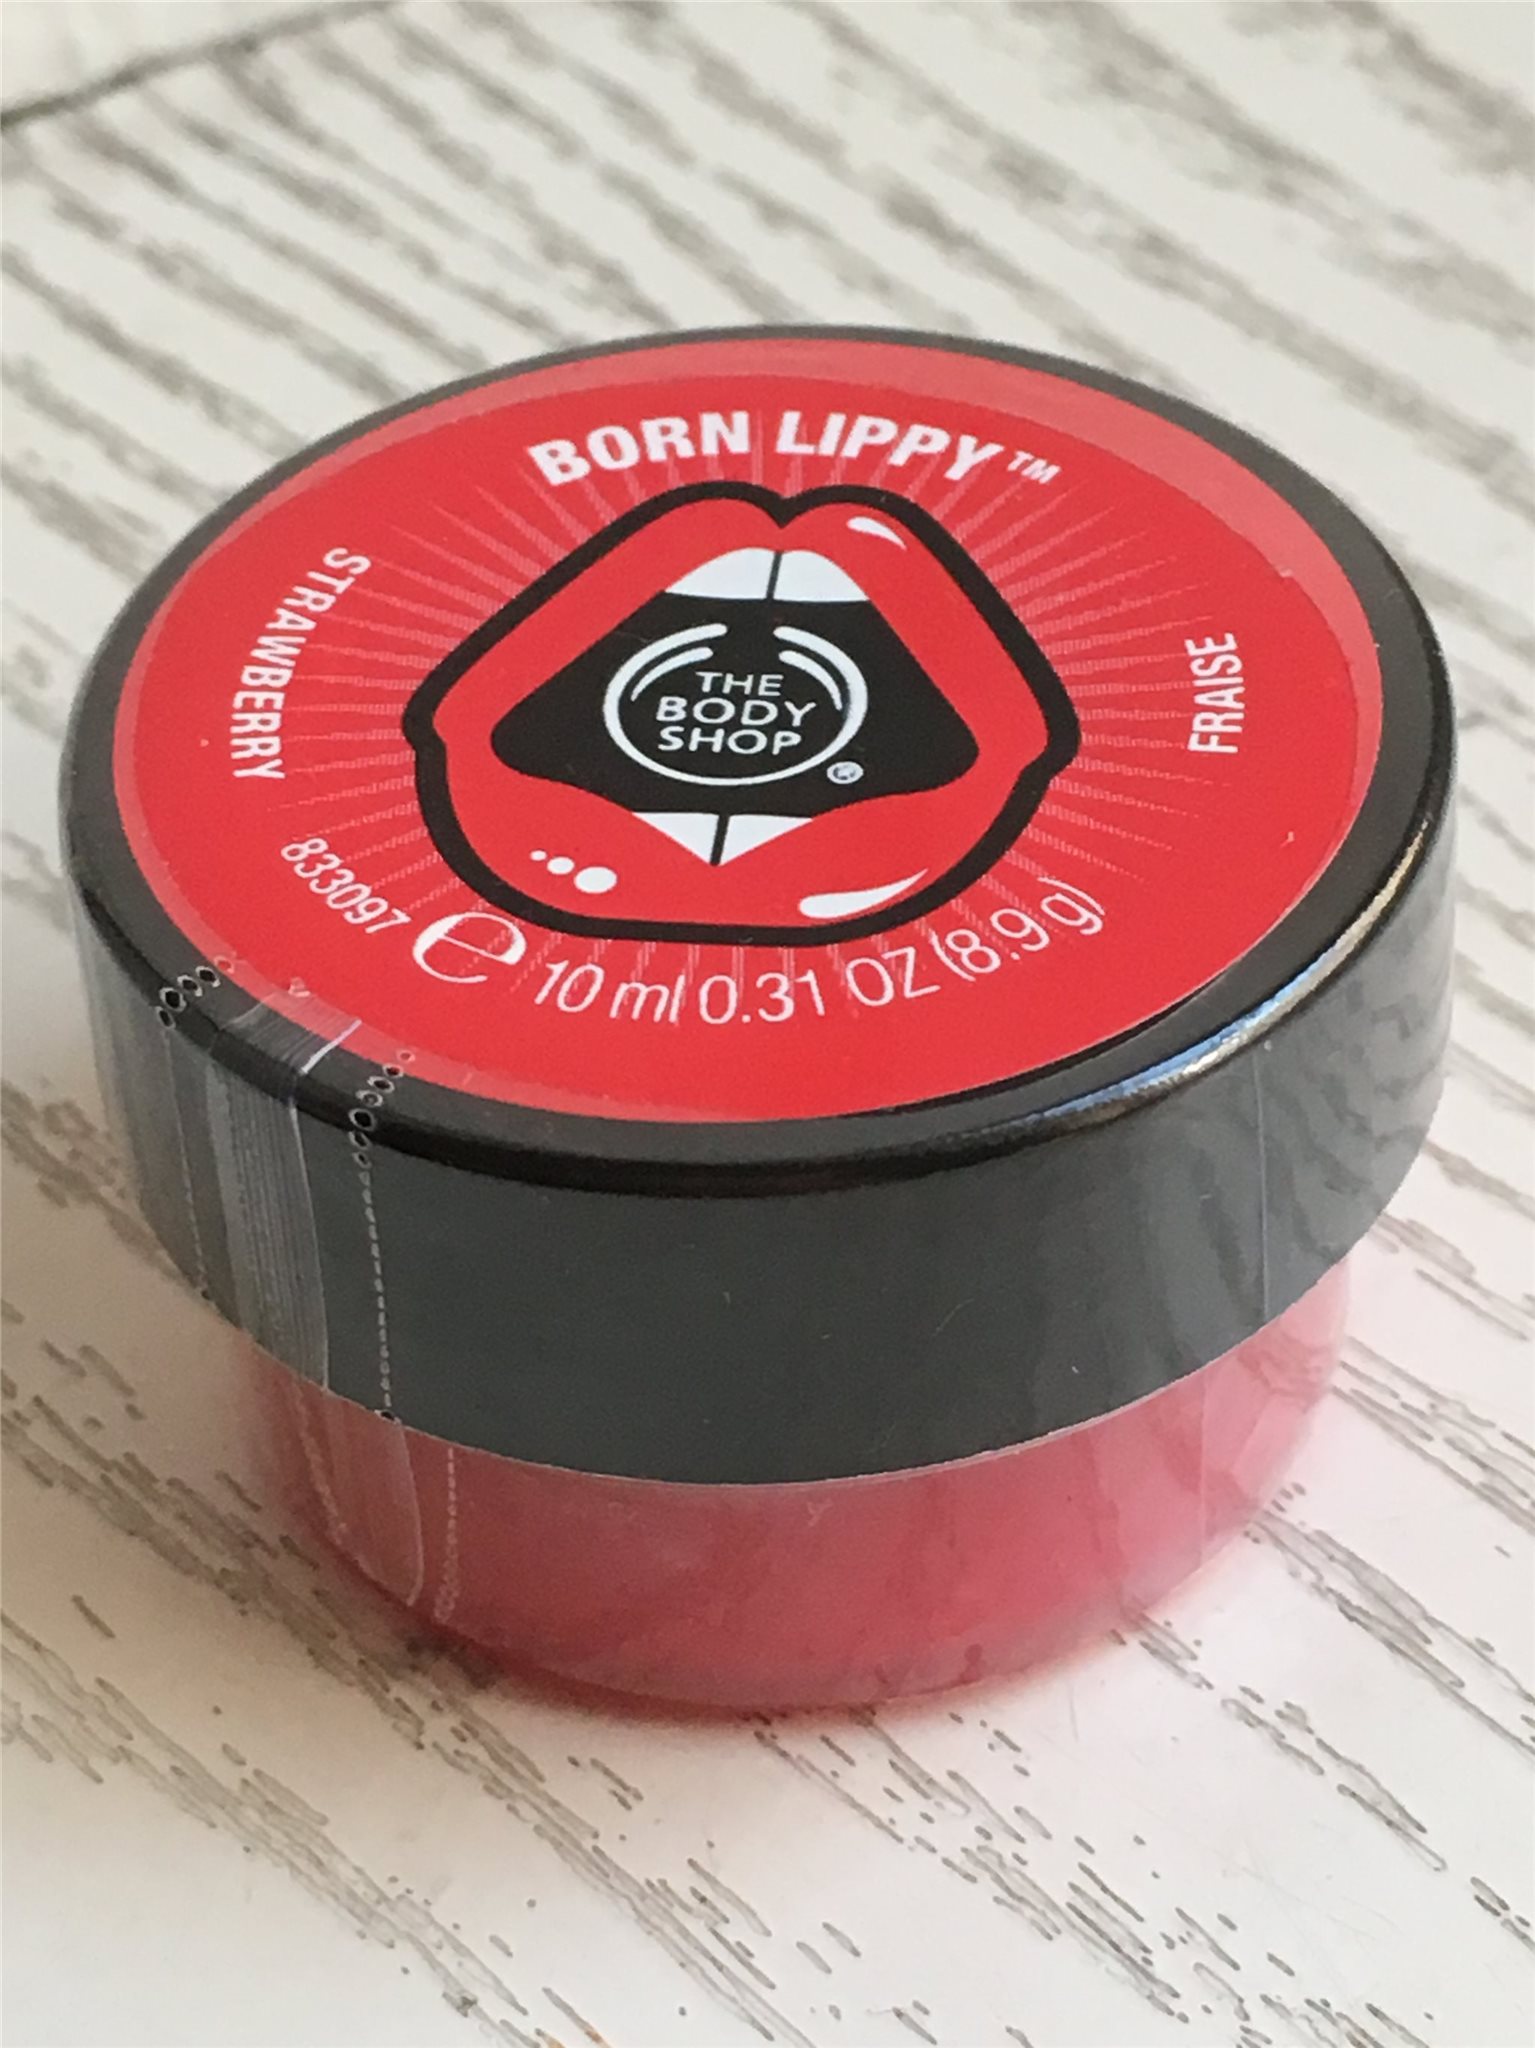 BORN LIPPY™
STRAWBERRY
FRAISE
THE
BODY
SHOP®
833097 e 10 ml 0.31 OZ (8.9 g)